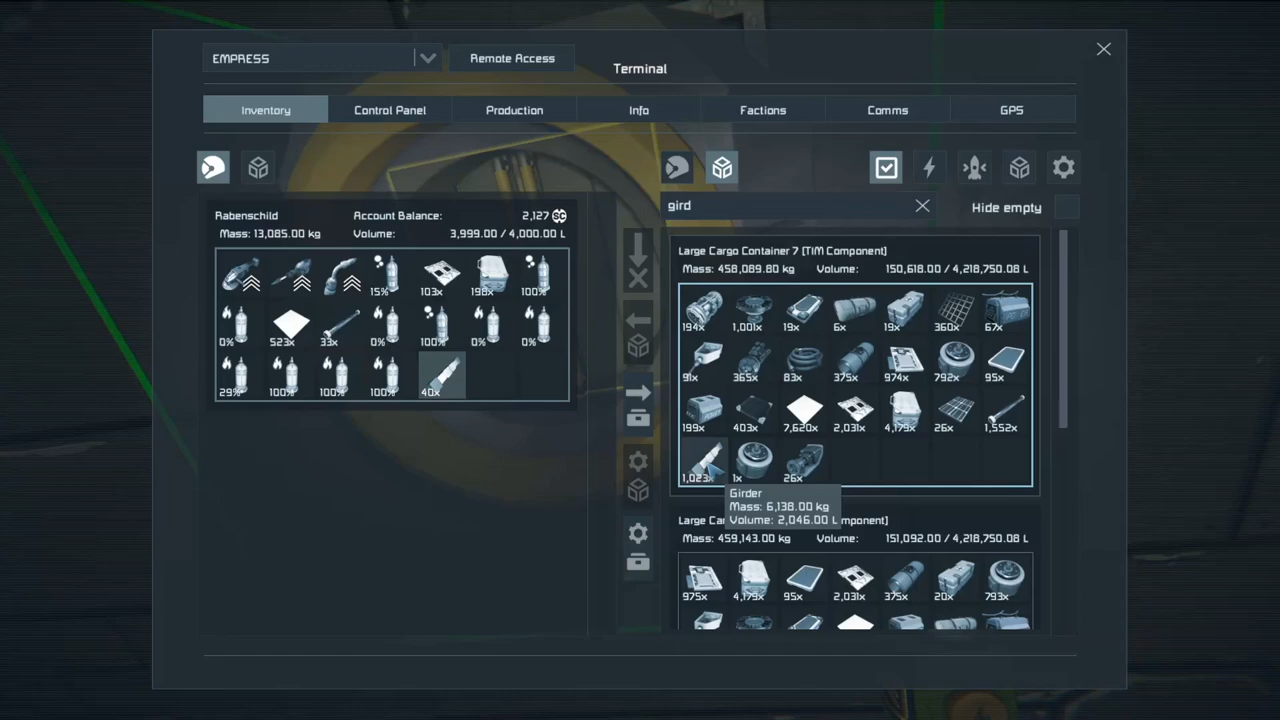 EMPRESS
Remote Access
Terminal
Inventory
Control Panel
Production
Info
Factions
Comms
GPS
gird
Hide empty
Rabenschild
Account Balance:
2,127 SC
Mass: 13,085.00 kg
Volume:
3,999.00 / 4,000.00 L
15%
103x
198x
100%
0%
523x
33x
0%
100%
0%
0%
29%
100%
100%
100%
40x
Large Cargo Container 7 [TIM Component]
Mass: 458,089.80 kg
Volume:
150,618.00 / 4,218,750.08 L
194x
1,001x
19x
6x
19x
360x
67x
91x
365x
83x
375x
974x
792x
95x
199x
403x
7,620x
2,031x
4,179x
26x
1,552x
1,023x
1x
26x
Girder
Mass: 6,138.00 kg
Volume: 2,046.00 L
Large Ca
mponent]
Mass: 459,143.00 kg
Volume:
151,092.00 / 4,218,750.08 L
975x
4,179x
95x
2,031x
375x
20x
793x